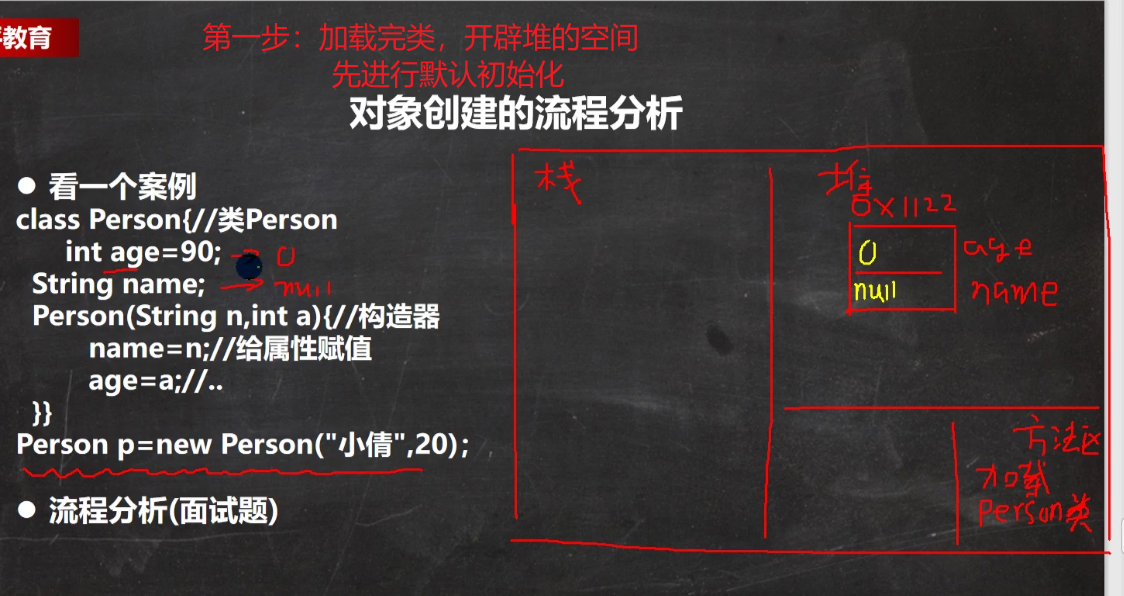 教育
第一步：加载完类，开辟堆的空间
先进行默认初始化
对象创建的流程分析
● 看一个案例
class Person{//类Person
int age=90; → 0
String name; → null
Person(String n,int a){//构造器
name=n;//给属性赋值
age=a;//..
}}
Person p=new Person("小倩",20);
● 流程分析(面试题)
栈
堆
0x1122
0 age
null name
方法区
加载
Person类